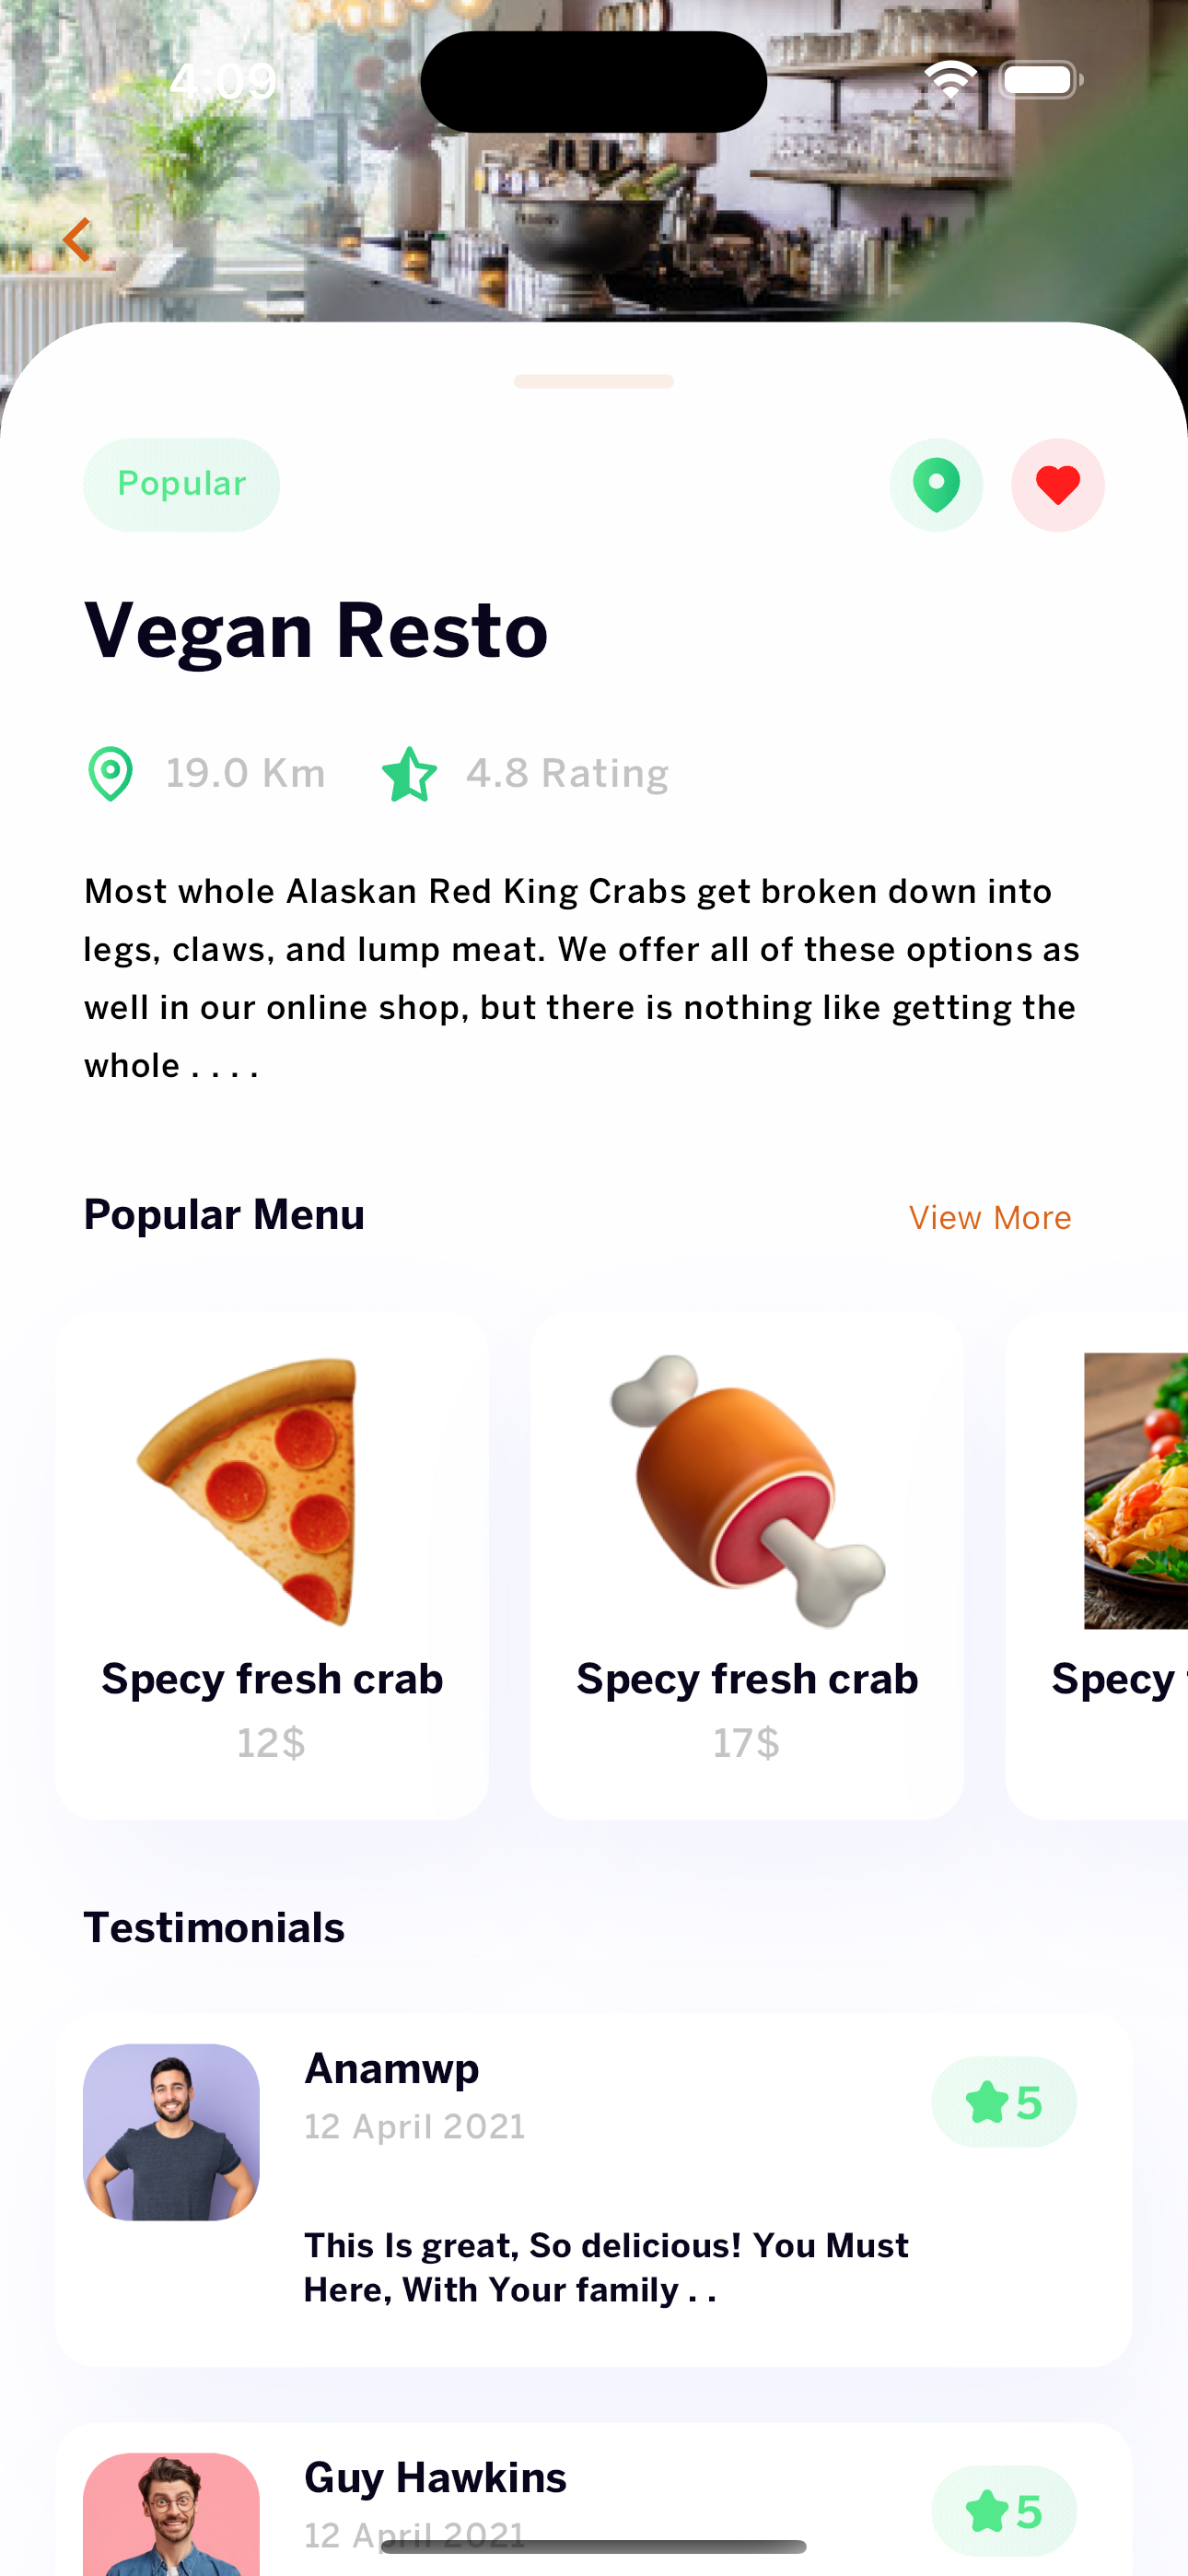 4:09
Popular
Vegan Resto
19.0 Km 4.8 Rating
Most whole Alaskan Red King Crabs get broken down into
legs, claws, and lump meat. We offer all of these options as
well in our online shop, but there is nothing like getting the
whole . . . .
Popular Menu View More
Specy fresh crab
12$
Specy fresh crab
17$
Specy
Testimonials
Anamwp
12 April 2021
5
This Is great, So delicious! You Must
Here, With Your family . .
Guy Hawkins
12 April 2021
5